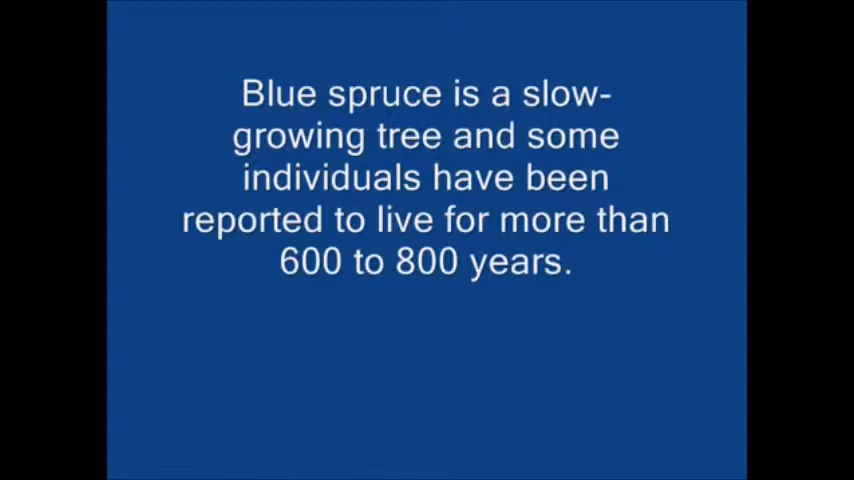 Blue spruce is a slow-
growing tree and some
individuals have been
reported to live for more than
600 to 800 years.